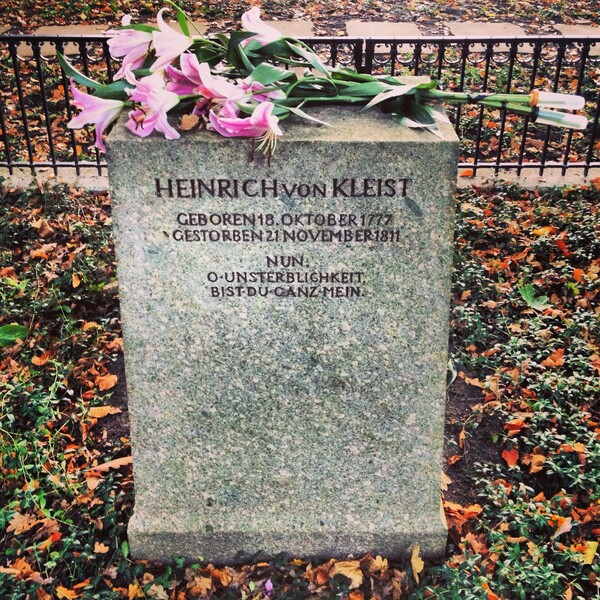 HEINRICH VON KLEIST
GEBOREN 18. OKTOBER 1777
GESTORBEN 21 NOVEMBER 1811
NUN.
O·UNSTERBLICHKEIT.
BIST·DU·GANZ·MEIN.